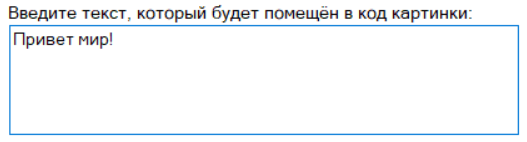 Введите текст, который будет помещён в код картинки:
Привет мир!